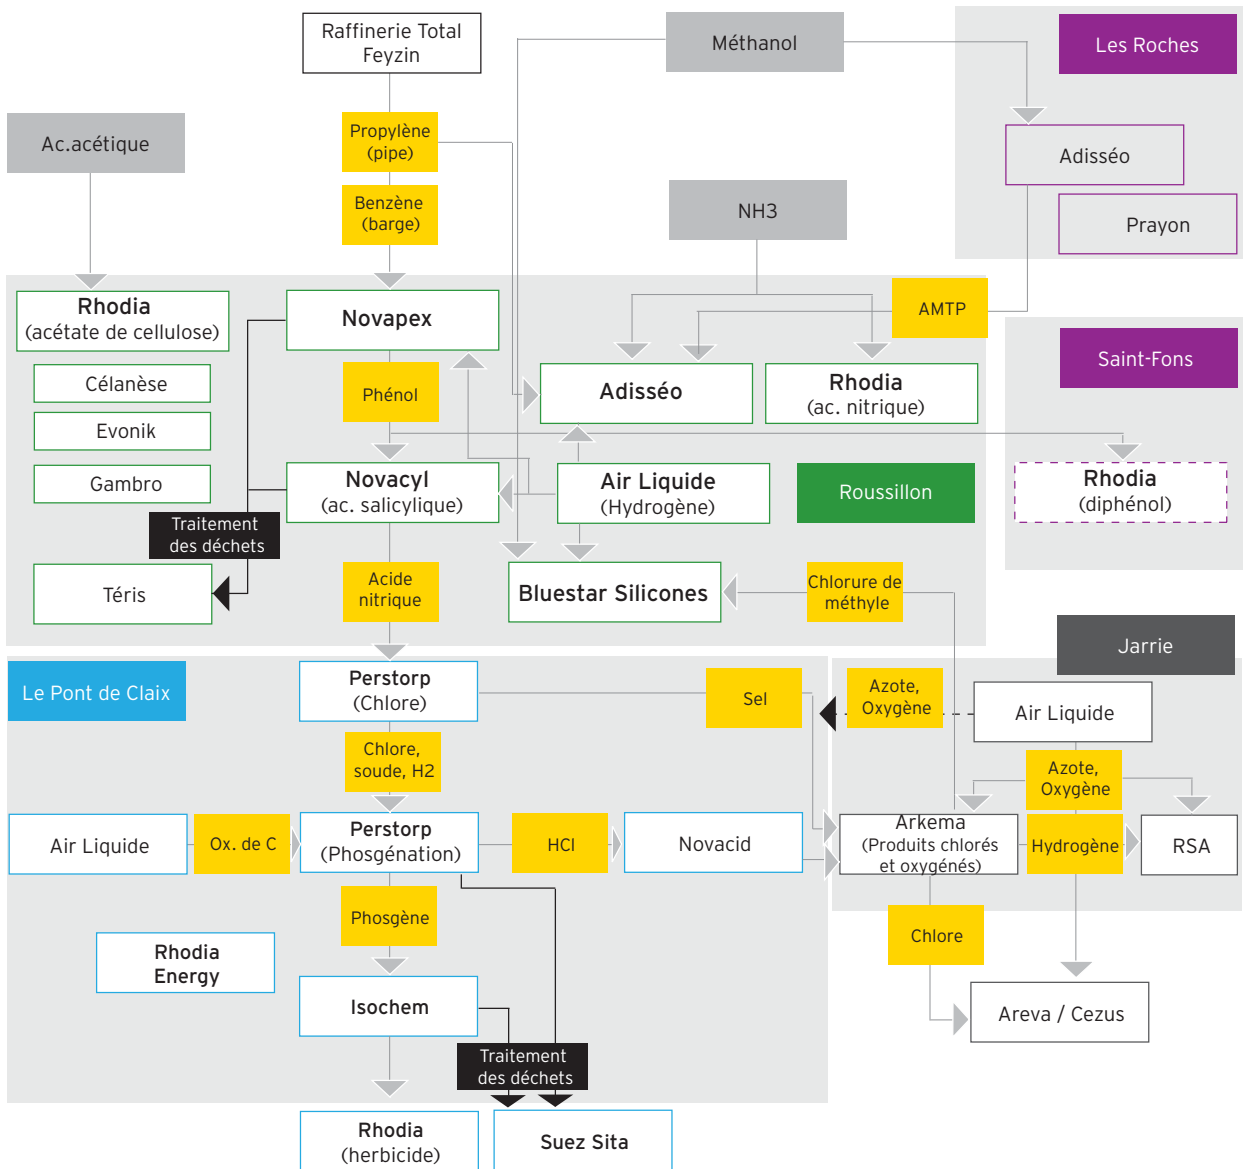 Raffinerie Total
Feyzin
Méthanol
Les Roches
Propylène
(pipe)
Ac.acétique
Adisséo
Benzène
(barge)
NH3
Prayon
Rhodia
(acétate de cellulose)
Novapex
AMTP
Célanèse
Phénol
Adisséo
Rhodia
(ac. nitrique)
Saint-Fons
Evonik
Gambro
Novacyl
(ac. salicylique)
Air Liquide
(Hydrogène)
Roussillon
Rhodia
(diphénol)
Traitement
des déchets
Téris
Acide
nitrique
Bluestar Silicones
Chlorure de
méthyle
Jarrie
Le Pont de Claix
Perstorp
(Chlore)
Sel
Azote,
Oxygène
Air Liquide
Chlore,
soude, H2
Azote,
Oxygène
Air Liquide
Ox. de C
Perstorp
(Phosgénation)
HCl
Novacid
Arkema
(Produits chlorés
et oxygénés)
Hydrogène
RSA
Phosgène
Chlore
Rhodia
Energy
Isochem
Areva / Cezus
Traitement
des déchets
Rhodia
(herbicide)
Suez Sita